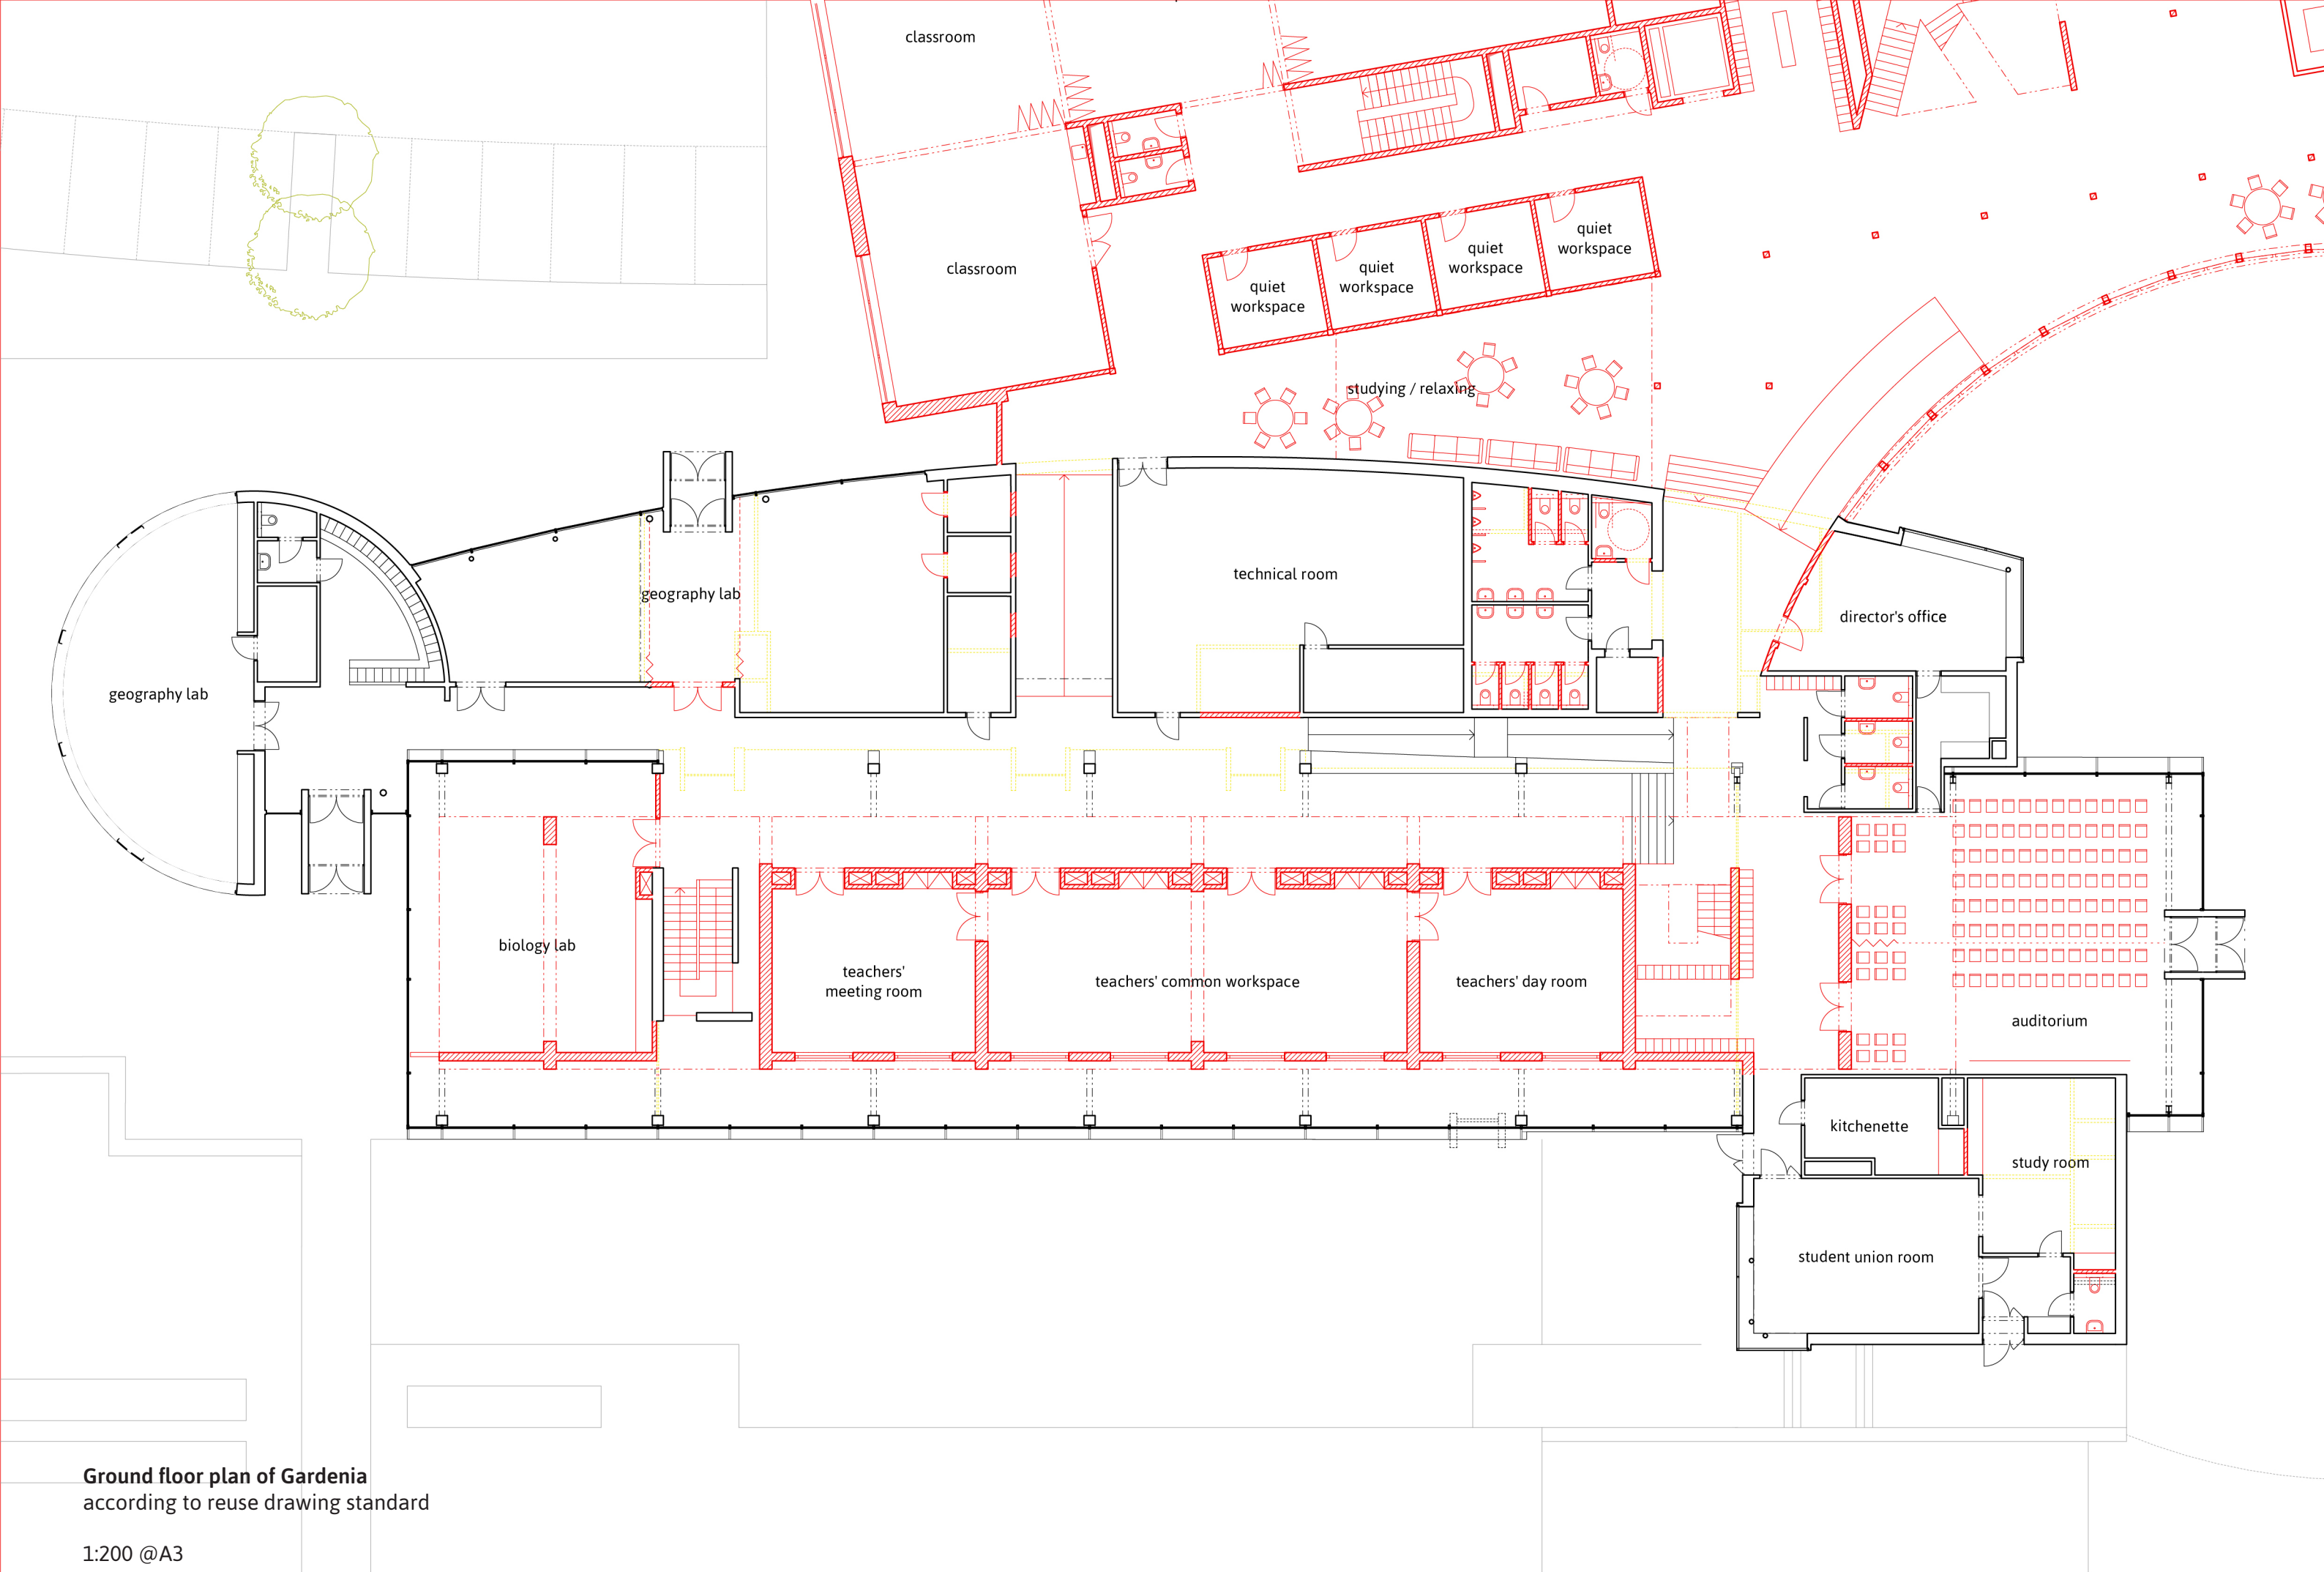 classroom
classroom
quiet
workspace
quiet
workspace
quiet
workspace
quiet
workspace
studying / relaxing
technical room
geography lab
director's office
geography lab
biology lab
teachers'
meeting room
teachers' common workspace
teachers' day room
auditorium
kitchenette
study room
student union room
Ground floor plan of Gardenia
according to reuse drawing standard
1:200 @A3